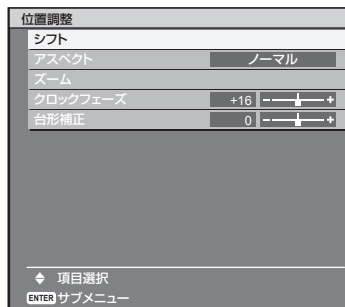 位置調整
シフト
アスペクト ノーマル
ズーム
クロックフェーズ +16 - +
台形補正 0 - +
項目選択
ENTER サブメニュー